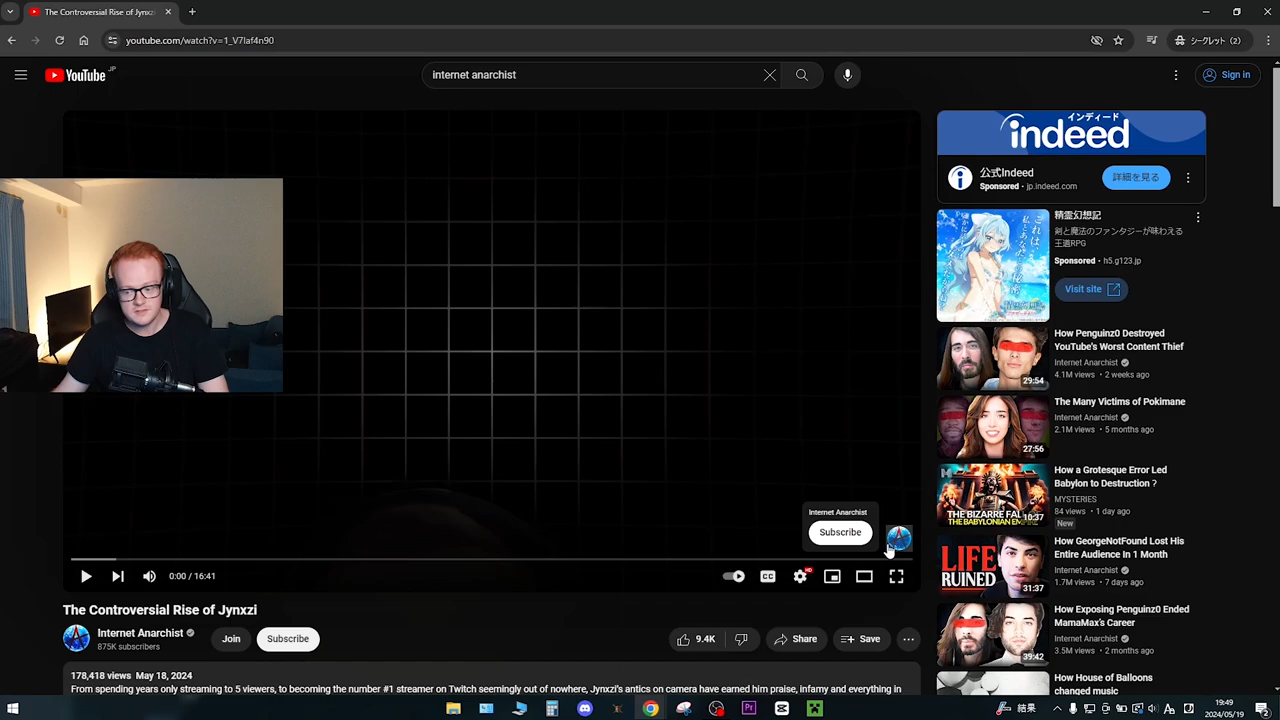 The Controversial Rise of Jynxz
youtube.com/watch?v=1_V7Iaf4n90
シークレット (2)
YouTube JP
internet anarchist
Sign in
インディード
indeed
公式Indeed
Sponsored · jp.indeed.com
詳細を見る
精霊幻想記
剣と魔法のファンタジーが味わえる
王道RPG
Sponsored · h5.g123.jp
Visit site
How Penguinz0 Destroyed
YouTube's Worst Content Thief
Internet Anarchist
4.1M views · 2 weeks ago
29:54
The Many Victims of Pokimane
Internet Anarchist
2.1M views · 5 months ago
27:56
How a Grotesque Error Led
Babylon to Destruction ?
MYSTERIES
84 views · 1 day ago
New
THE BIZARRE FAL
THE BABYLONIAN EMPIRE
10:37
How GeorgeNotFound Lost His
Entire Audience In 1 Month
Internet Anarchist
1.7M views · 7 days ago
LIFE
RUINED
31:37
How Exposing Penguinz0 Ended
MamaMax's Career
Internet Anarchist
3.5M views · 2 months ago
39:42
How House of Balloons
changed music
Internet Anarchist
Subscribe
0:00 / 16:41
CC
HD
The Controversial Rise of Jynxzi
Internet Anarchist
875K subscribers
Join
Subscribe
9.4K
Share
Save
178,418 views May 18, 2024
From spending years only streaming to 5 viewers, to becoming the number #1 streamer on Twitch seemingly out of nowhere, Jynxzi's antics on camera have earned him praise, infamy and everything in
結果
19:49
2024/05/19